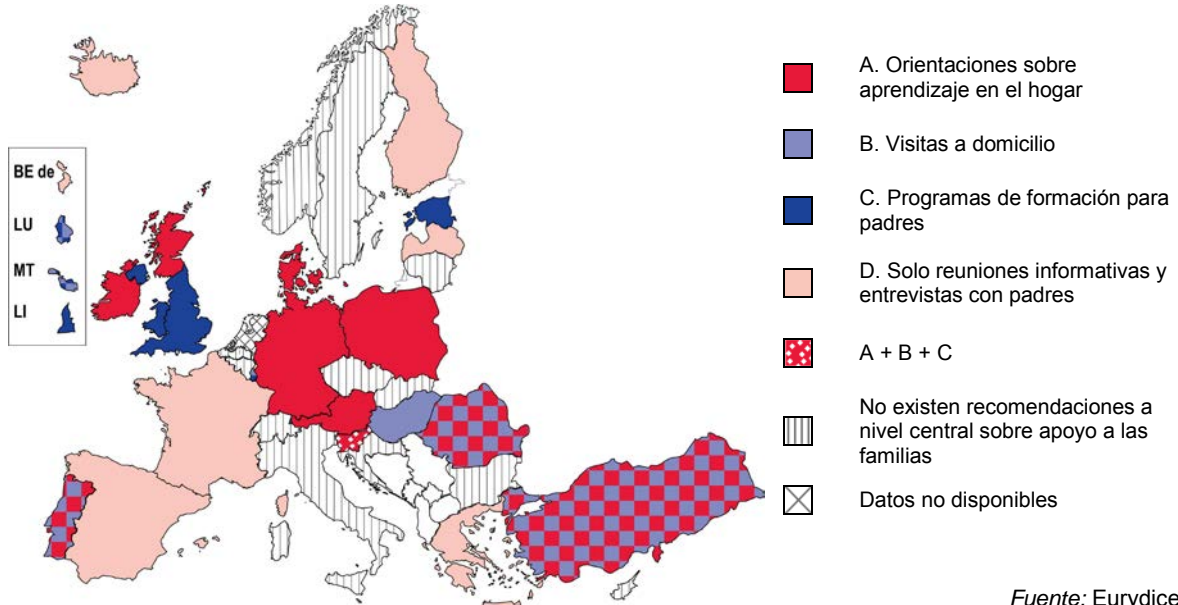 BE de
LU
MT
LI
A. Orientaciones sobre
aprendizaje en el hogar
B. Visitas a domicilio
C. Programas de formación para
padres
D. Solo reuniones informativas y
entrevistas con padres
A + B + C
No existen recomendaciones a
nivel central sobre apoyo a las
familias
Datos no disponibles
Fuente: Eurydice